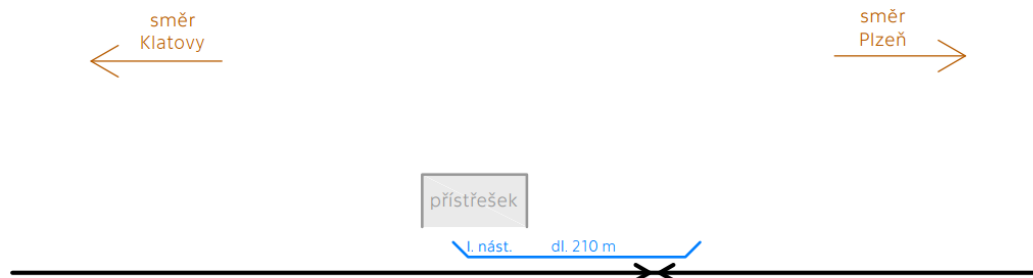 směr
Klatovy
směr
Plzeň
přístřešek
I. nást. dl. 210 m